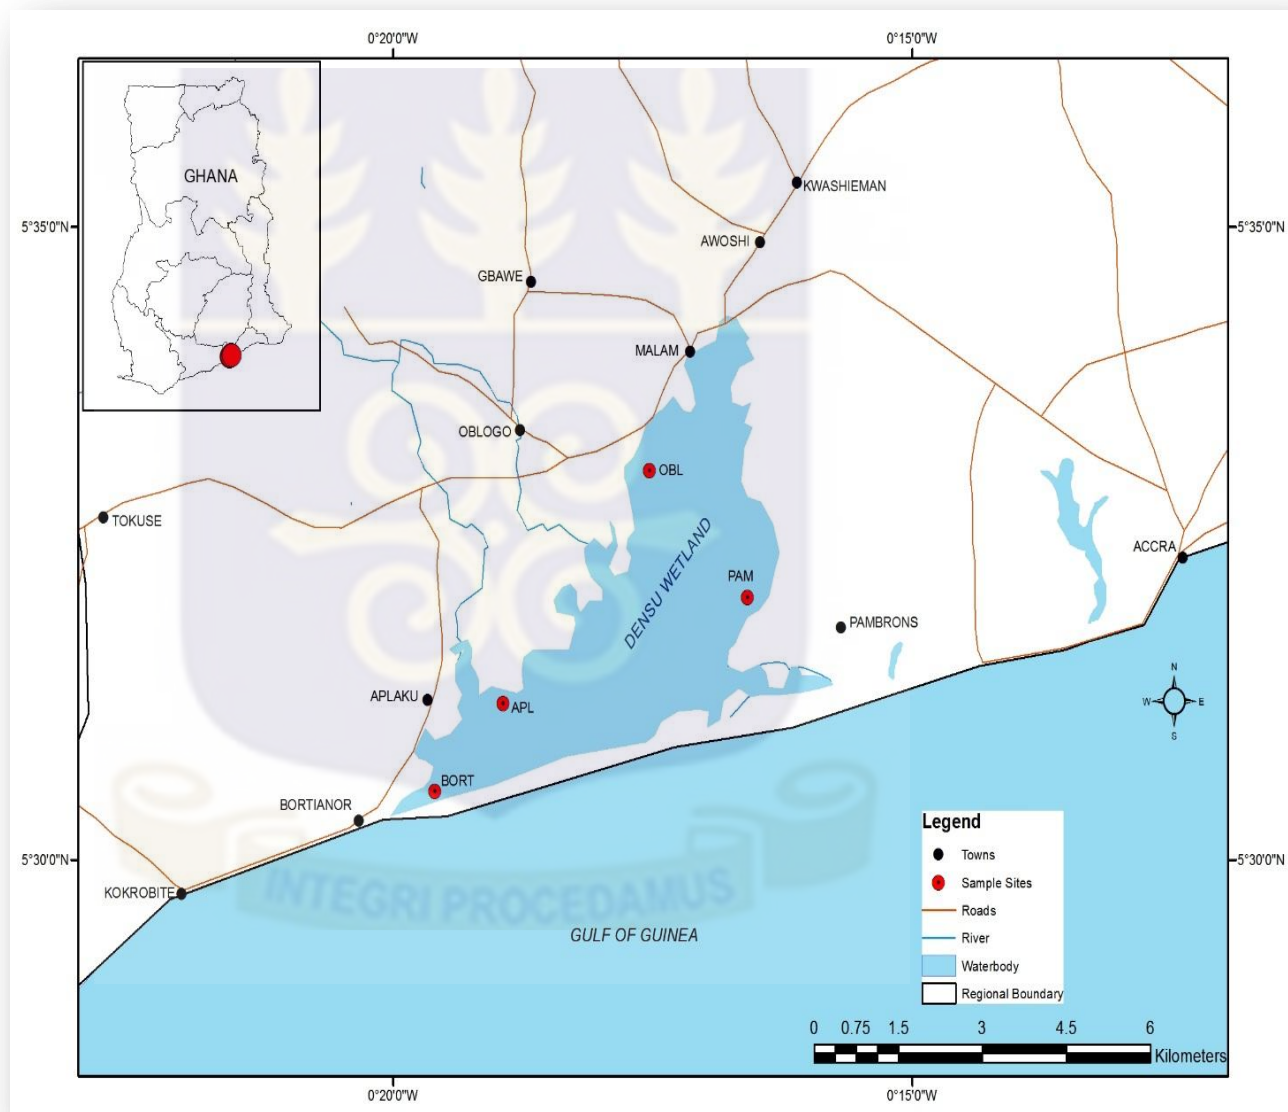 0°20'0"W
0°15'0"W
GHANA
KWASHIEMAN
5°35'0"N
5°35'0"N
AWOSHI
GBAWE
MALAM
OBLOGO
OBL
TOKUSE
DENSU WETLAND
ACCRA
PAM
PAMBRONS
N
APLAKU
APL
W
E
S
BORT
BORTIANOR
Legend
Towns
5°30'0"N
5°30'0"N
Sample Sites
KOKROBITE
INTEGRI PROCEDAMUS
Roads
GULF OF GUINEA
River
Waterbody
Regional Boundary
0 0.75 1.5 3 4.5 6
Kilometers
0°20'0"W
0°15'0"W